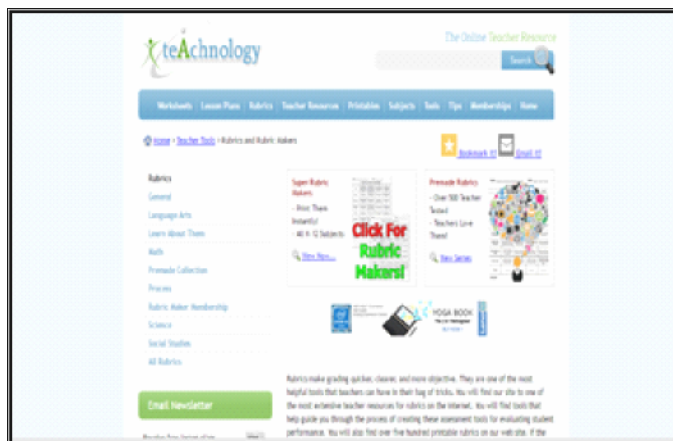 teAchnology
The Online Teacher Resource
Search
Worksheets Lesson Plans Rubrics Teacher Resources Printables Subjects Tools Tips Memberships Home
Home > Teacher Tools > Rubrics and Rubric Makers
Bookmark It! Email It!
Rubrics
General
Language Arts
Learn About Them
Math
Premade Collection
Process
Rubric Maker Membership
Science
Social Studies
All Rubrics
Email Newsletter
Super Rubric
Makers
- Print Them
Instantly!
- All K-12 Subjects
View Now...
Click For
Rubric
Makers!
Premade Rubrics
- Over 500 Teacher
Tested
- Teachers Love
Them!
View Series
YOGA BOOK
Rubrics make grading quicker, clearer, and more objective. They are one of the most
helpful tools that teachers can have in their bag of tricks. You will find our site to one of
the most extensive teacher resources for rubrics on the internet. You will find tools that
help guide you through the process of creating these assessment tools for evaluating student
performance. You will also find over five hundred printable rubrics on our web site. If the